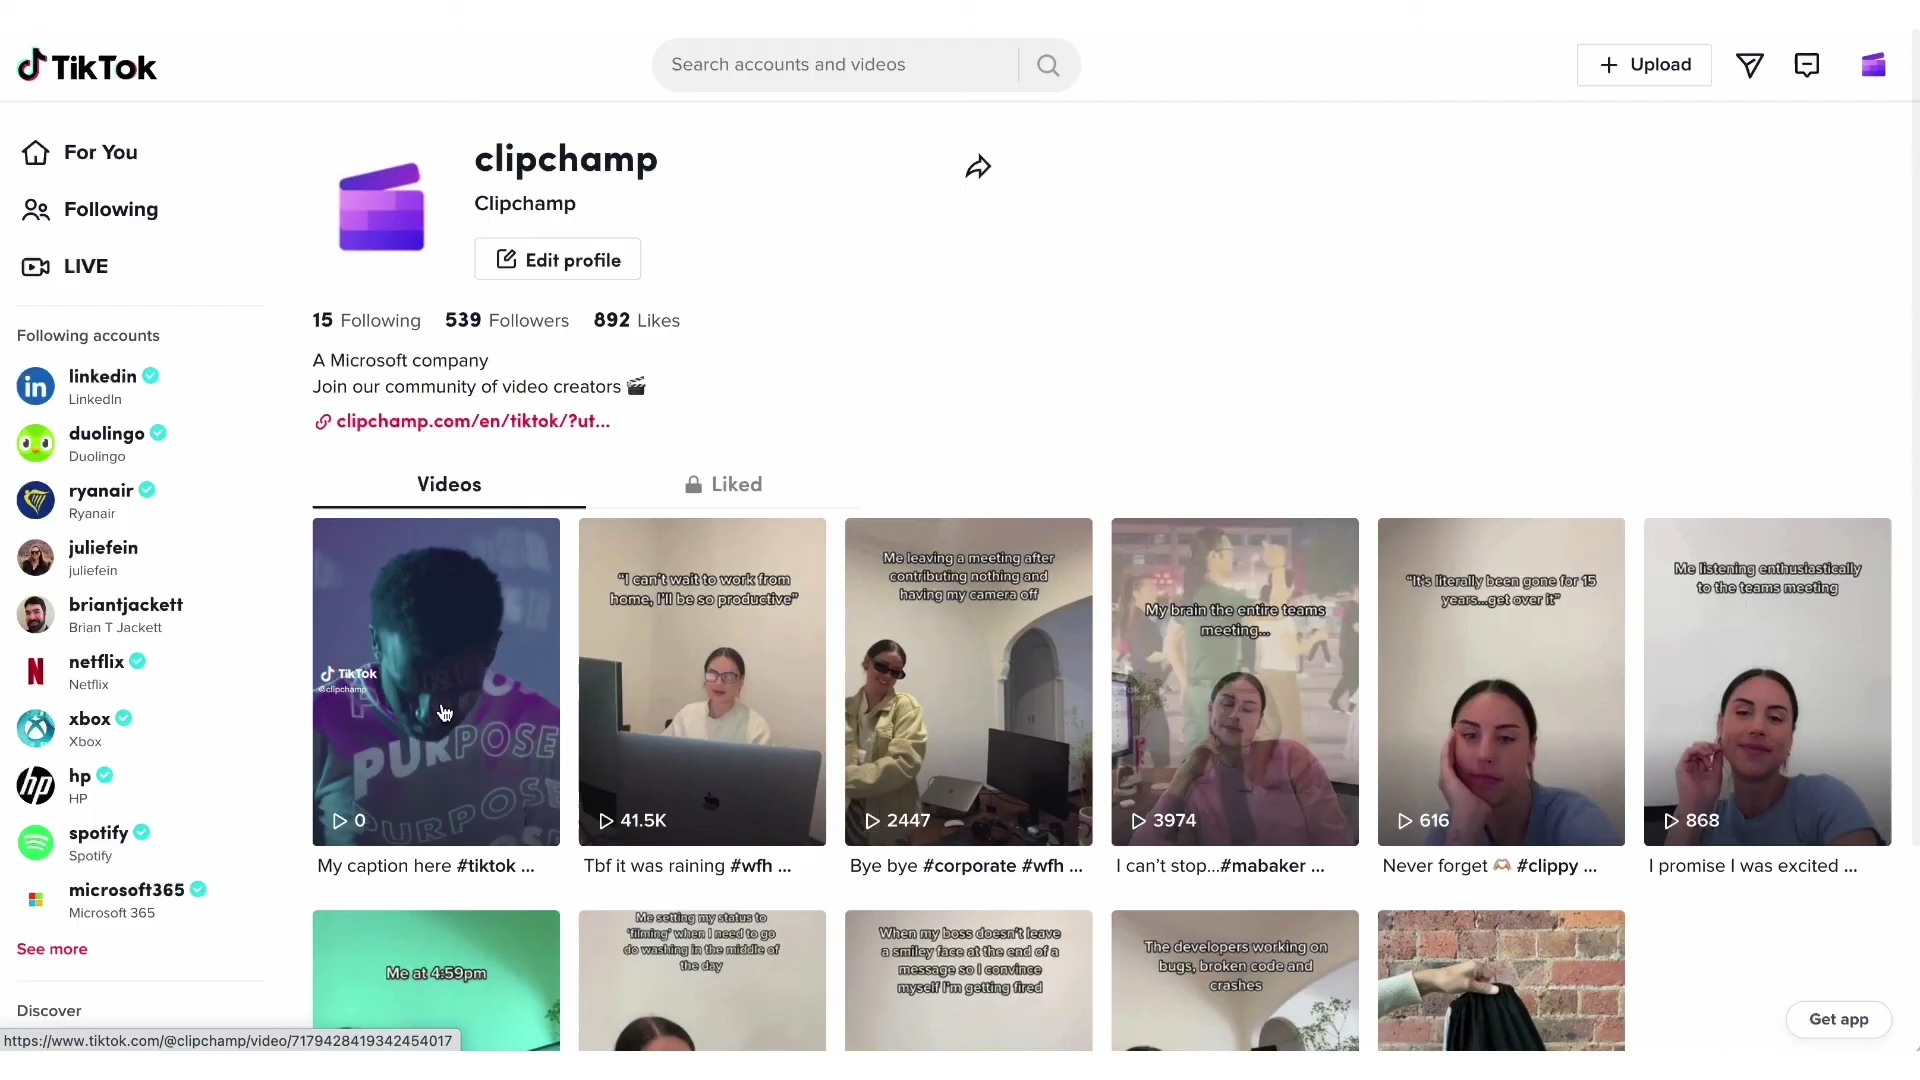 TikTok
Search accounts and videos
Upload
For You
Following
LIVE
Following accounts
linkedin
LinkedIn
duolingo
Duolingo
ryanair
Ryanair
juliefein
juliefein
briantjackett
Brian T Jackett
netflix
Netflix
xbox
Xbox
hp
HP
spotify
Spotify
microsoft365
Microsoft 365
See more
Discover
https://www.tiktok.com/@clipchamp/video/7179428419342454017
clipchamp
Clipchamp
Edit profile
15 Following 539 Followers 892 Likes
A Microsoft company
Join our community of video creators 🎬
clipchamp.com/en/tiktok/?ut...
Videos
Liked
TikTok
@clipchamp
PURPOSE
PURPOSE
0
My caption here #tiktok ...
"I can't wait to work from
home, I'll be so productive"
41.5K
Tbf it was raining #wfh ...
Me leaving a meeting after
contributing nothing and
having my camera off
2447
Bye bye #corporate #wfh ...
My brain the entire teams
meeting...
3974
I can't stop...#mabaker ...
"It's literally been gone for 15
years...get over it"
616
Never forget 🫶🏼 #clippy ...
Me listening enthusiastically
to the teams meeting
868
I promise I was excited ...
Me at 4:59pm
Me setting my status to
'filming' when I need to go
do washing in the middle of
the day
When my boss doesn't leave
a smiley face at the end of a
message so I convince
myself I'm getting fired
The developers working on
bugs, broken code and
crashes
Get app